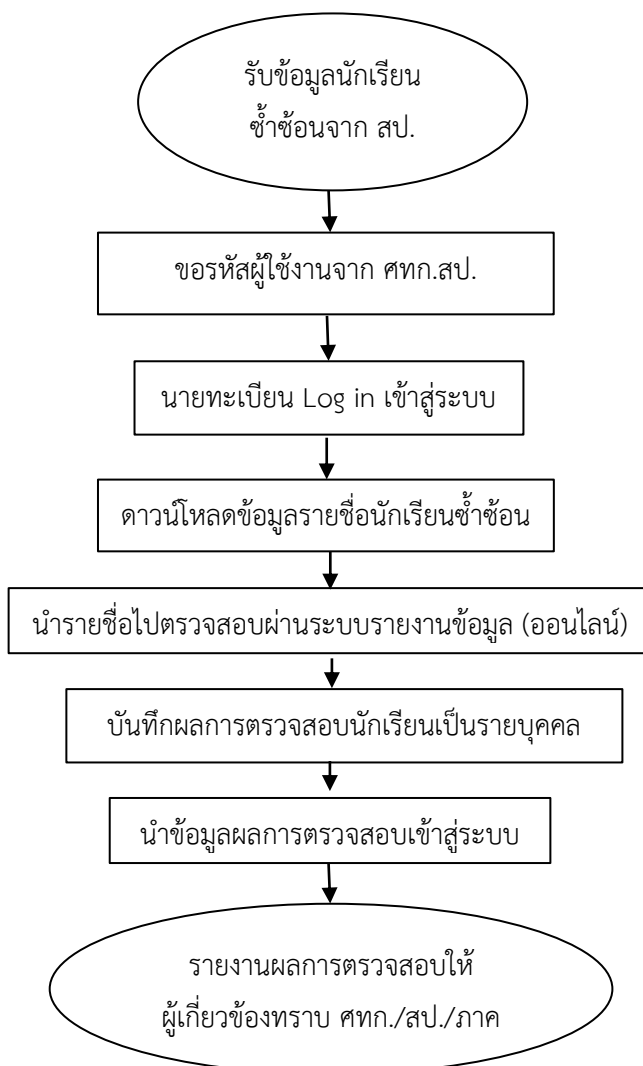 รับข้อมูลนักเรียน
ซ้ำซ้อนจาก สป.
ขอรหัสผู้ใช้งานจาก ศทก.สป.
นายทะเบียน Log in เข้าสู่ระบบ
ดาวน์โหลดข้อมูลรายชื่อนักเรียนซ้ำซ้อน
นำรายชื่อไปตรวจสอบผ่านระบบรายงานข้อมูล (ออนไลน์)
บันทึกผลการตรวจสอบนักเรียนเป็นรายบุคคล
นำข้อมูลผลการตรวจสอบเข้าสู่ระบบ
รายงานผลการตรวจสอบให้
ผู้เกี่ยวข้องทราบ ศทก./สป./ภาค